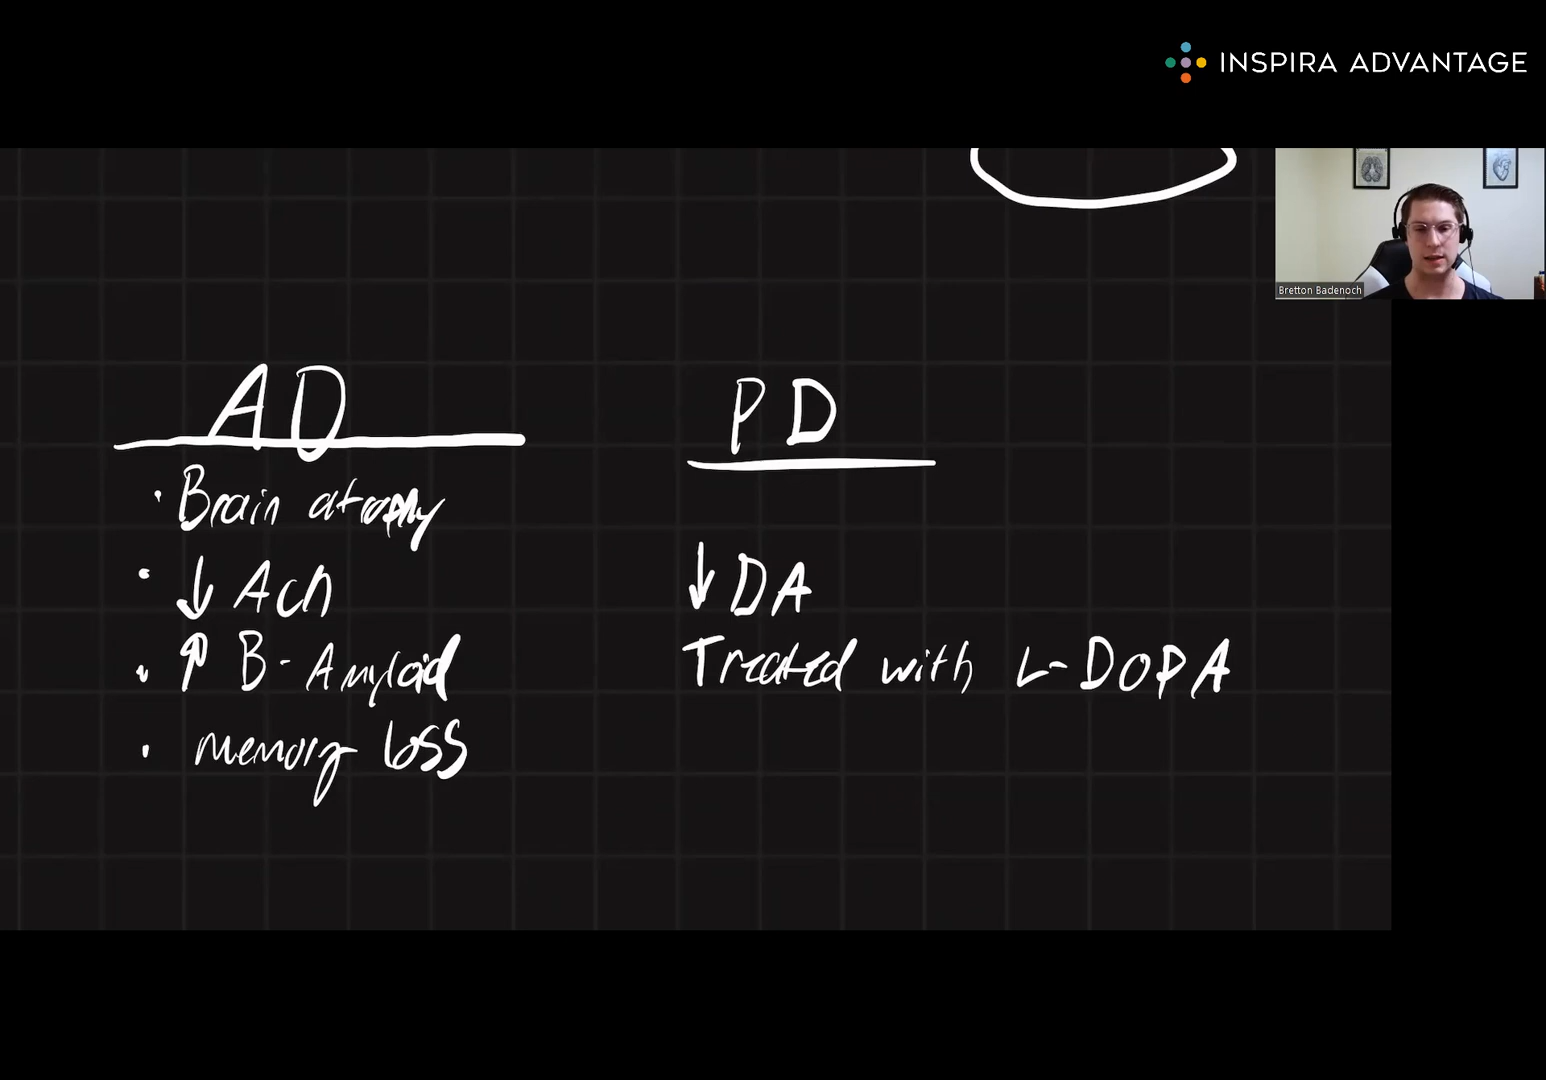 INSPIRA ADVANTAGE
Bretton Badenoch
AD
· Brain atrophy
· ↓ Ach
· ↑ B-Amyloid
· memory loss
PD
↓ DA
Treated with L-DOPA